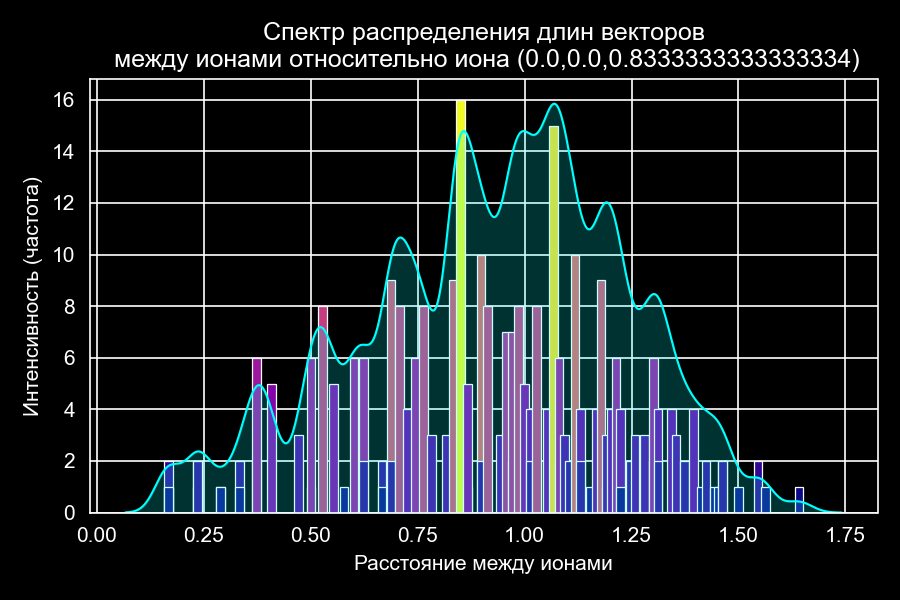 Спектр распределения длин векторов
между ионами относительно иона (0.0,0.0,0.8333333333333334)
Интенсивность (частота)
16
14
12
10
8
6
4
2
0
0.00 0.25 0.50 0.75 1.00 1.25 1.50 1.75
Расстояние между ионами